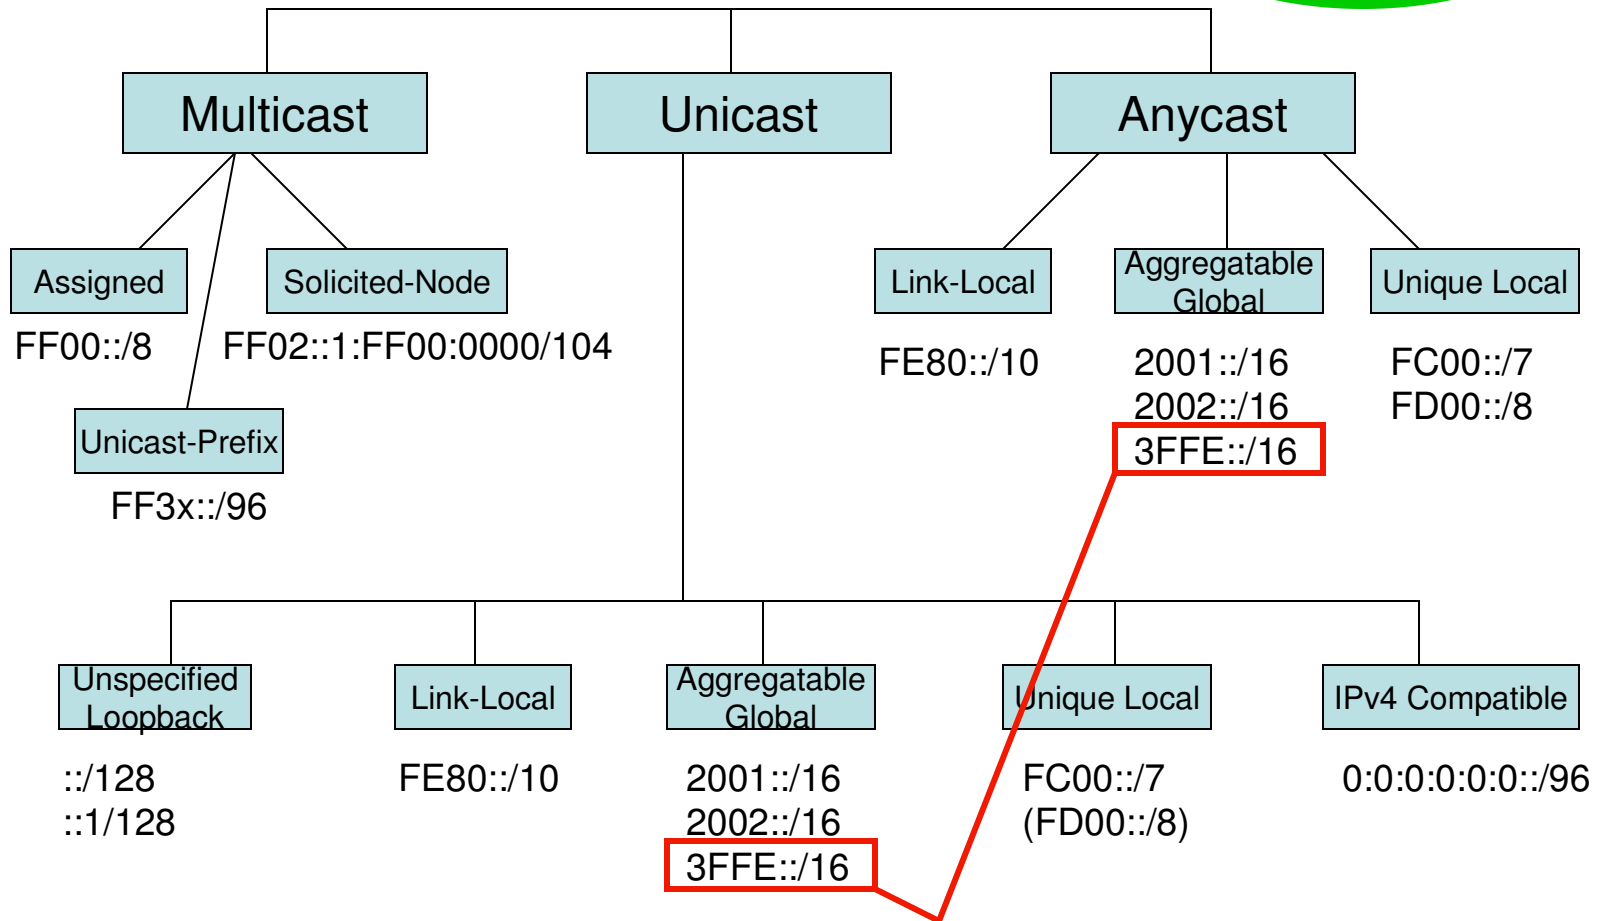 Multicast
Unicast
Anycast
Assigned
Solicited-Node
Link-Local
Aggregatable
Global
Unique Local
FF00::/8
FF02::1:FF00:0000/104
FE80::/10
2001::/16
2002::/16
3FFE::/16
FC00::/7
FD00::/8
Unicast-Prefix
FF3x::/96
Unspecified
Loopback
Link-Local
Aggregatable
Global
Unique Local
IPv4 Compatible
::/128
::1/128
FE80::/10
2001::/16
2002::/16
3FFE::/16
FC00::/7
(FD00::/8)
0:0:0:0:0:0::/96